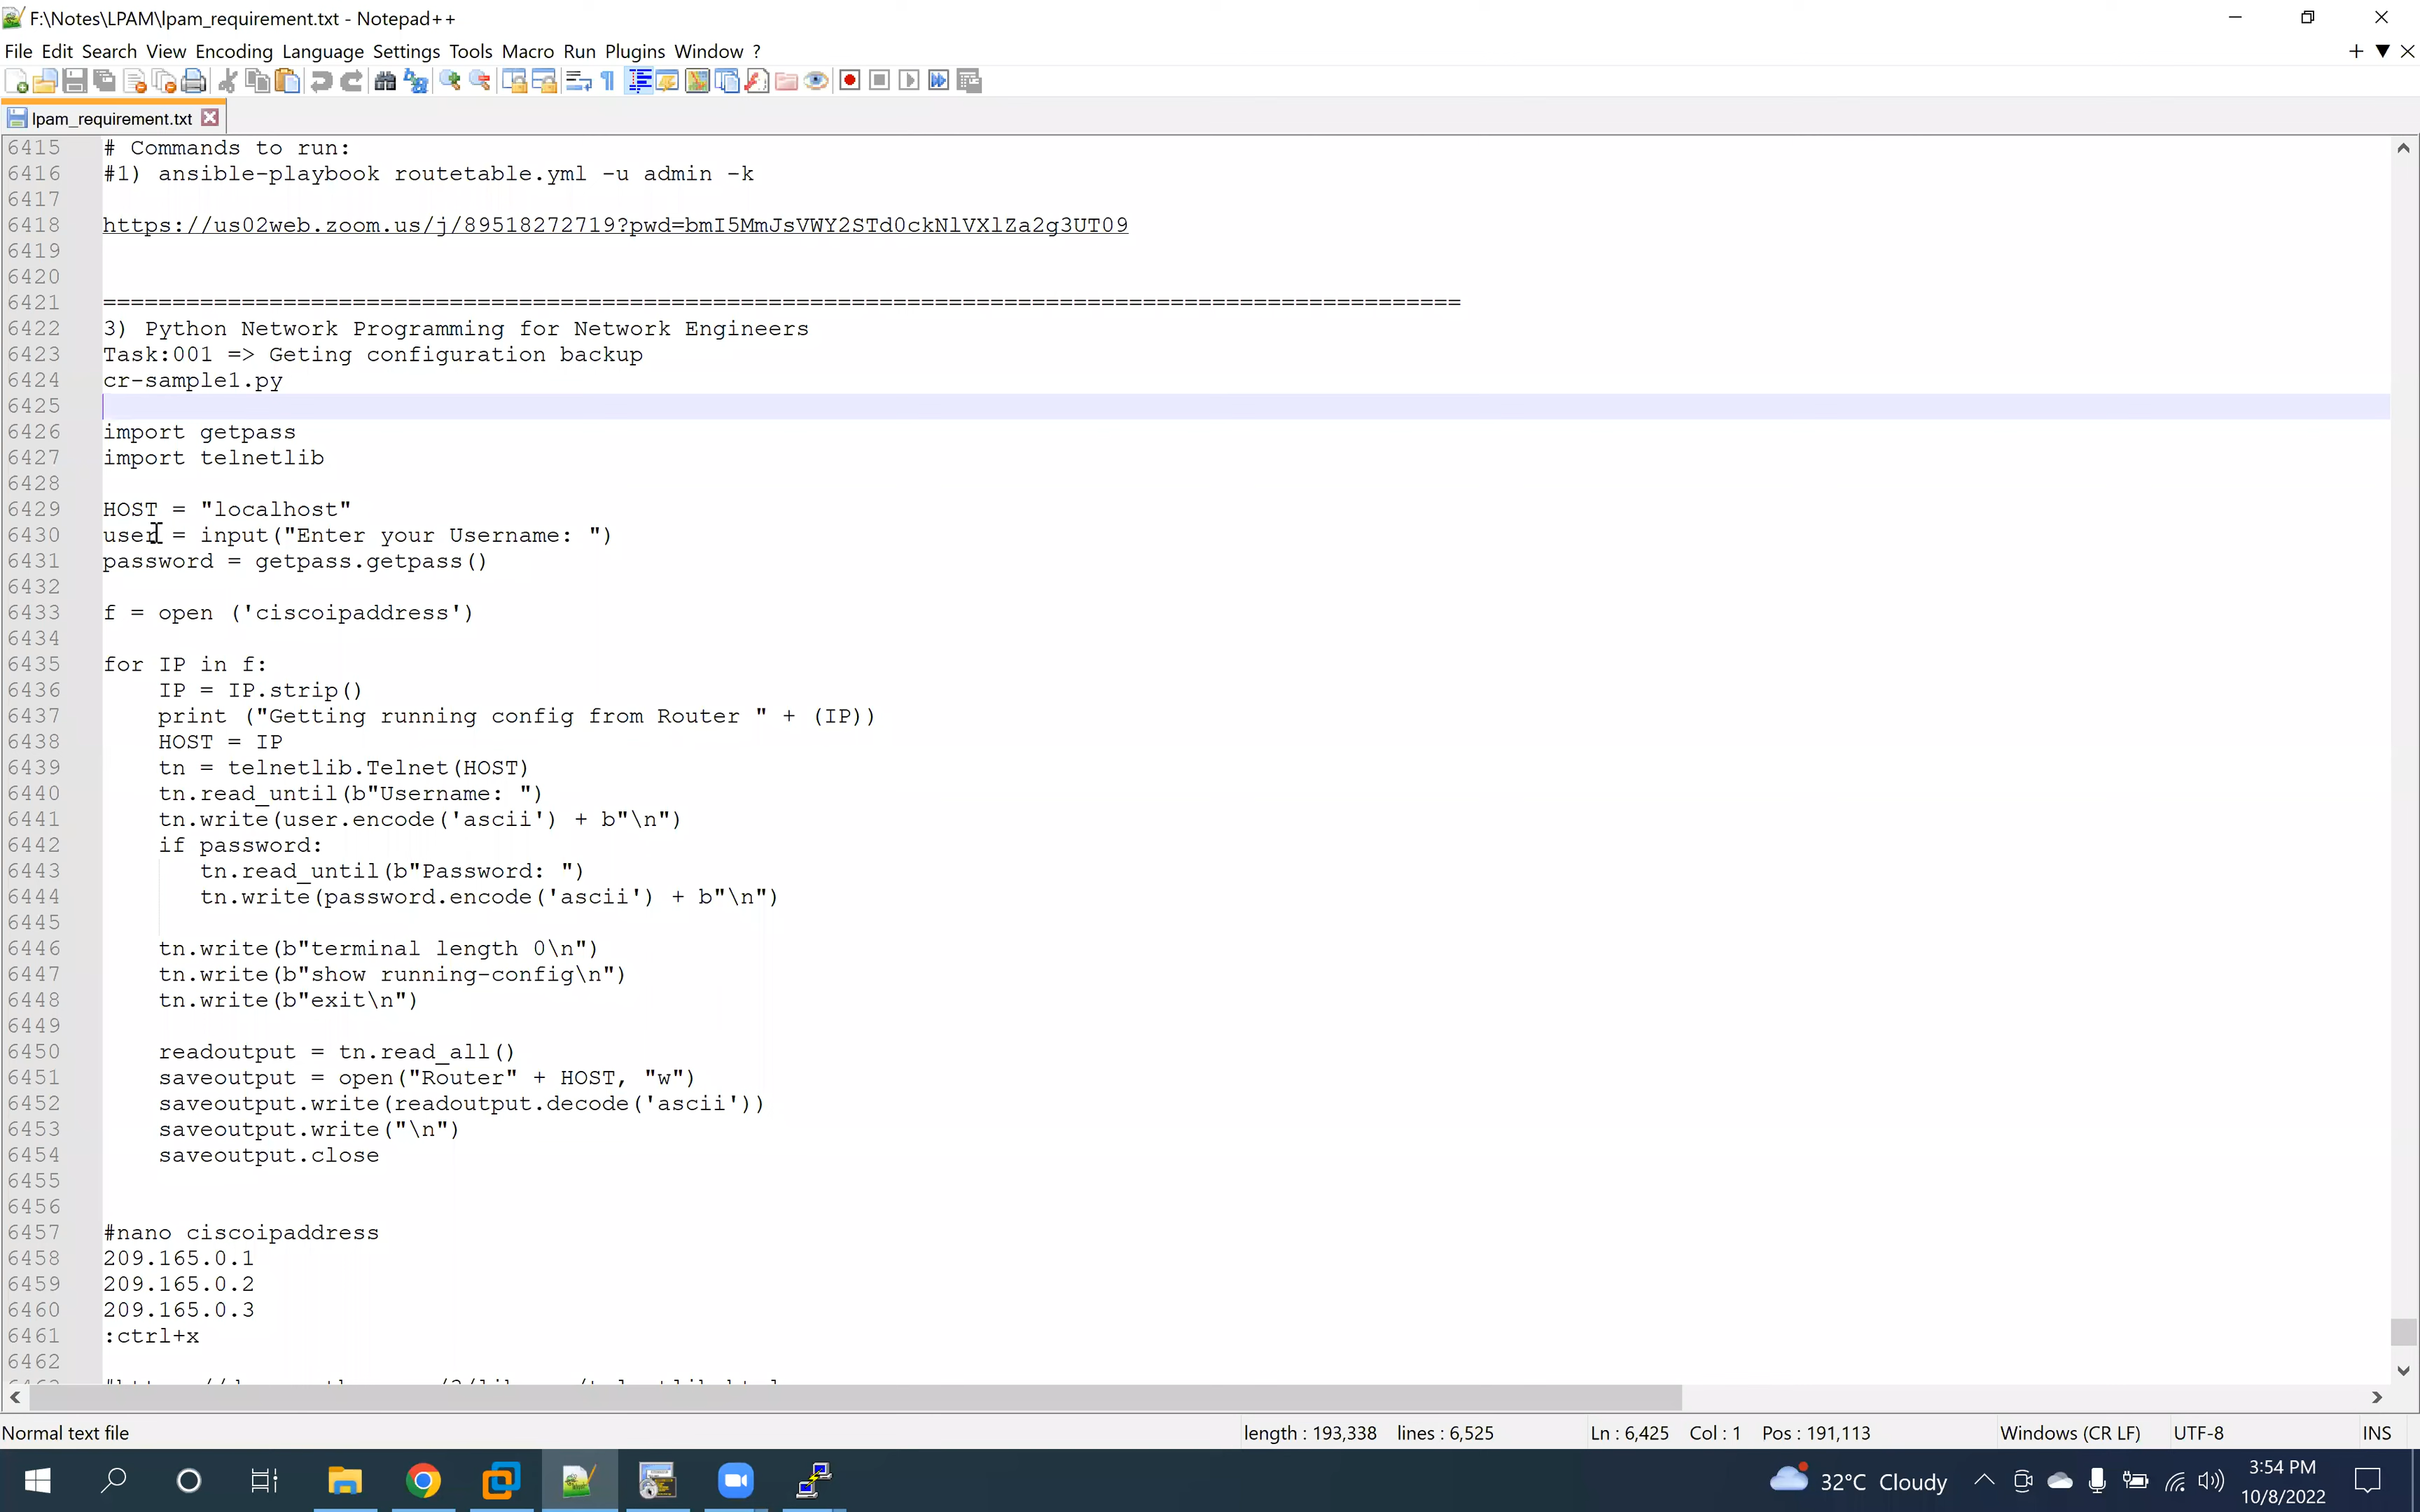 F:\Notes\LPAM\lpam_requirement.txt - Notepad++
File Edit Search View Encoding Language Settings Tools Macro Run Plugins Window ?
lpam_requirement.txt
6415 # Commands to run:
6416 #1) ansible-playbook routetable.yml -u admin -k
6417
6418 https://us02web.zoom.us/j/89518272719?pwd=bmI5MmJsVWY2STd0ckNlVXlZa2g3UT09
6419
6420
6421 ==================================================================================================
6422 3) Python Network Programming for Network Engineers
6423 Task:001 => Geting configuration backup
6424 cr-sample1.py
6425
6426 import getpass
6427 import telnetlib
6428
6429 HOST = "localhost"
6430 user = input("Enter your Username: ")
6431 password = getpass.getpass()
6432
6433 f = open ('ciscoipaddress')
6434
6435 for IP in f:
6436     IP = IP.strip()
6437     print ("Getting running config from Router " + (IP))
6438     HOST = IP
6439     tn = telnetlib.Telnet(HOST)
6440     tn.read_until(b"Username: ")
6441     tn.write(user.encode('ascii') + b"\n")
6442     if password:
6443        tn.read_until(b"Password: ")
6444        tn.write(password.encode('ascii') + b"\n")
6445
6446     tn.write(b"terminal length 0\n")
6447     tn.write(b"show running-config\n")
6448     tn.write(b"exit\n")
6449
6450     readoutput = tn.read_all()
6451     saveoutput = open("Router" + HOST, "w")
6452     saveoutput.write(readoutput.decode('ascii'))
6453     saveoutput.write("\n")
6454     saveoutput.close
6455
6456
6457 #nano ciscoipaddress
6458 209.165.0.1
6459 209.165.0.2
6460 209.165.0.3
6461 :ctrl+x
6462
Normal text file length : 193,338 lines : 6,525 Ln : 6,425 Col : 1 Pos : 191,113 Windows (CR LF) UTF-8 INS
32°C Cloudy
3:54 PM
10/8/2022